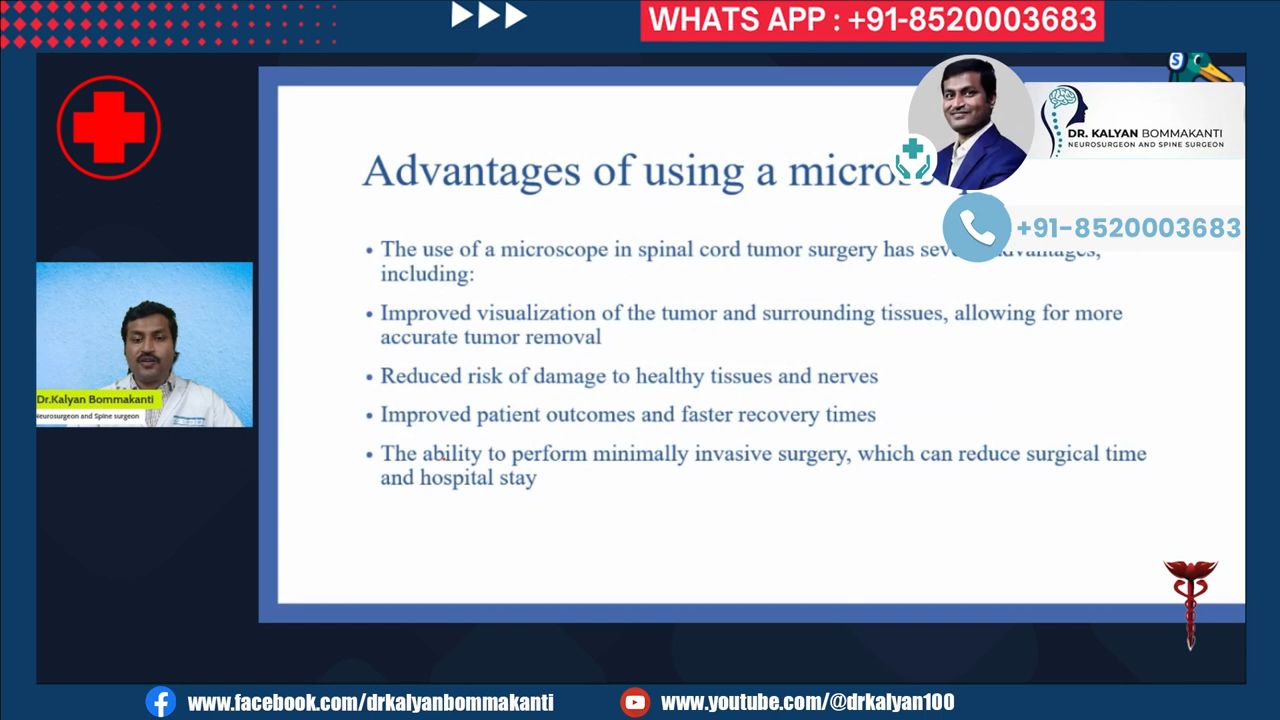 WHATS APP : +91-8520003683
S
DR. KALYAN BOMMAKANTI
NEUROSURGEON AND SPINE SURGEON
Advantages of using a
+91-8520003683
• The use of a microscope in spinal cord tumor surgery has
including:
• Improved visualization of the tumor and surrounding tissues, allowing for more
accurate tumor removal
• Reduced risk of damage to healthy tissues and nerves
• Improved patient outcomes and faster recovery times
• The ability to perform minimally invasive surgery, which can reduce surgical time
and hospital stay
Dr.Kalyan Bommakanti
Neurosurgeon and Spine surgeon
www.facebook.com/drkalyanbommakanti
www.youtube.com/@drkalyan100